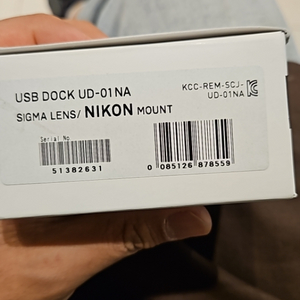 USB DOCK UD-01NA
SIGMA LENS/ NIKON MOUNT
KCC-REM-SCJ-
UD-01NA
Serial No
51382631
0 085126 878559